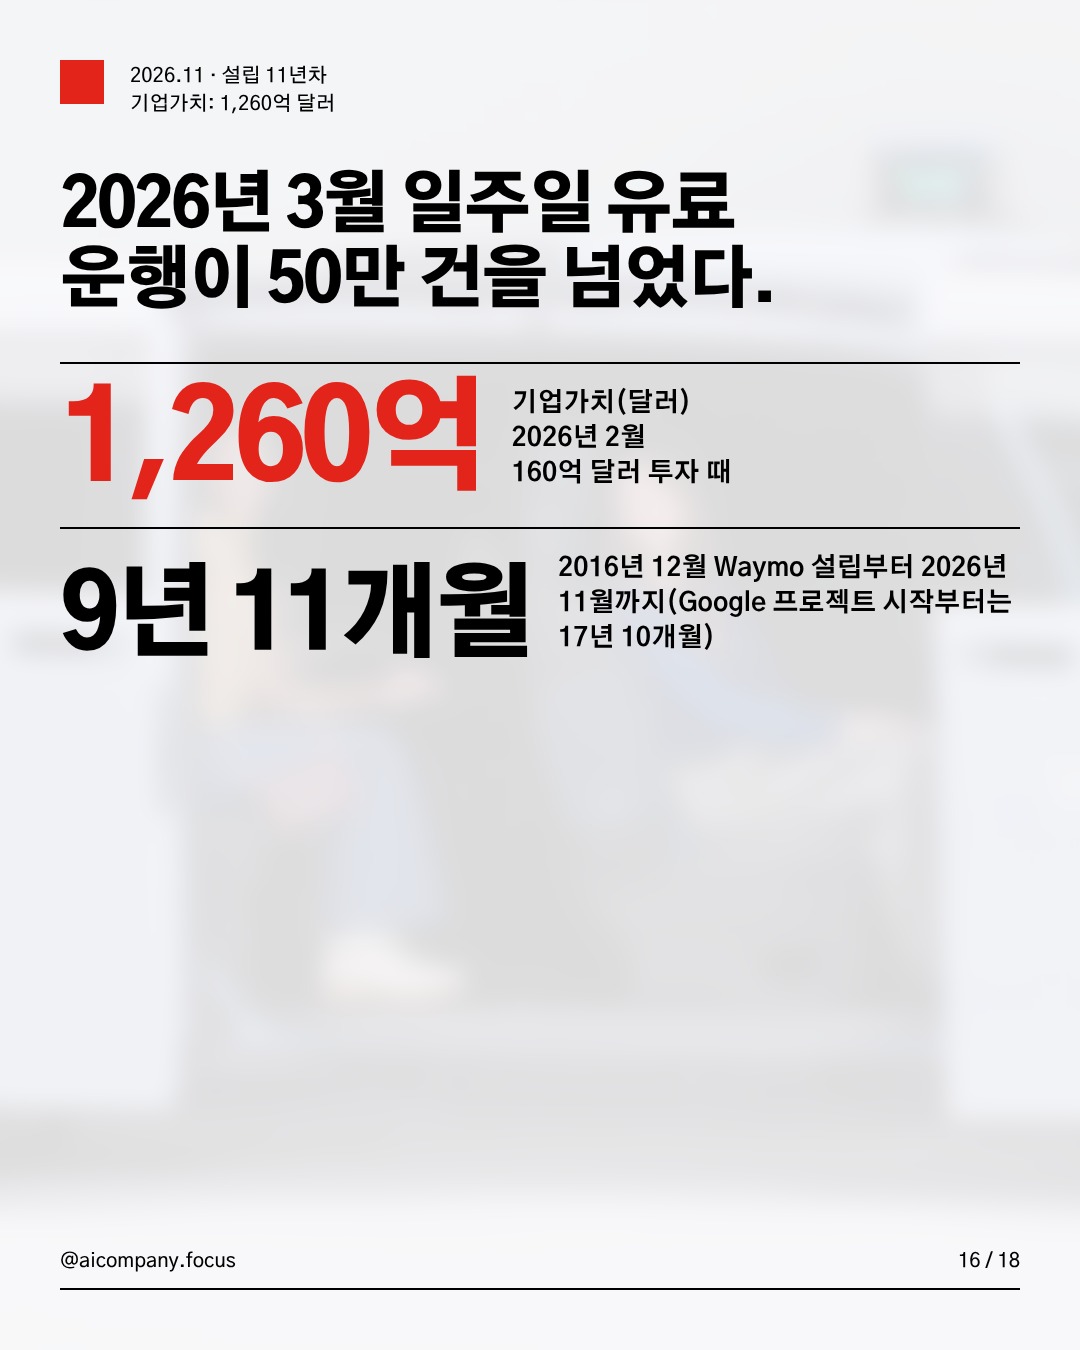 2026.11 · 설립 11년차
기업가치: 1,260억 달러
2026년 3월 일주일 유료
운행이 50만 건을 넘었다.
1,260억
기업가치(달러)
2026년 2월
160억 달러 투자 때
9년 11개월
2016년 12월 Waymo 설립부터 2026년
11월까지(Google 프로젝트 시작부터는
17년 10개월)
@aicompany.focus
16 / 18